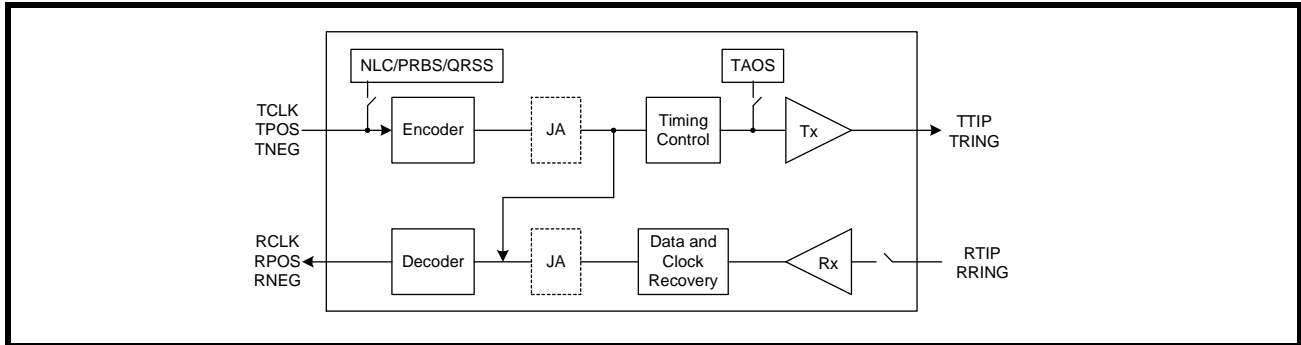 NLC/PRBS/QRSS
TAOS
TCLK
TPOS
TNEG
Encoder
JA
Timing
Control
Tx
TTIP
TRING
RCLK
RPOS
RNEG
Decoder
JA
Data and
Clock
Recovery
Rx
RTIP
RRING